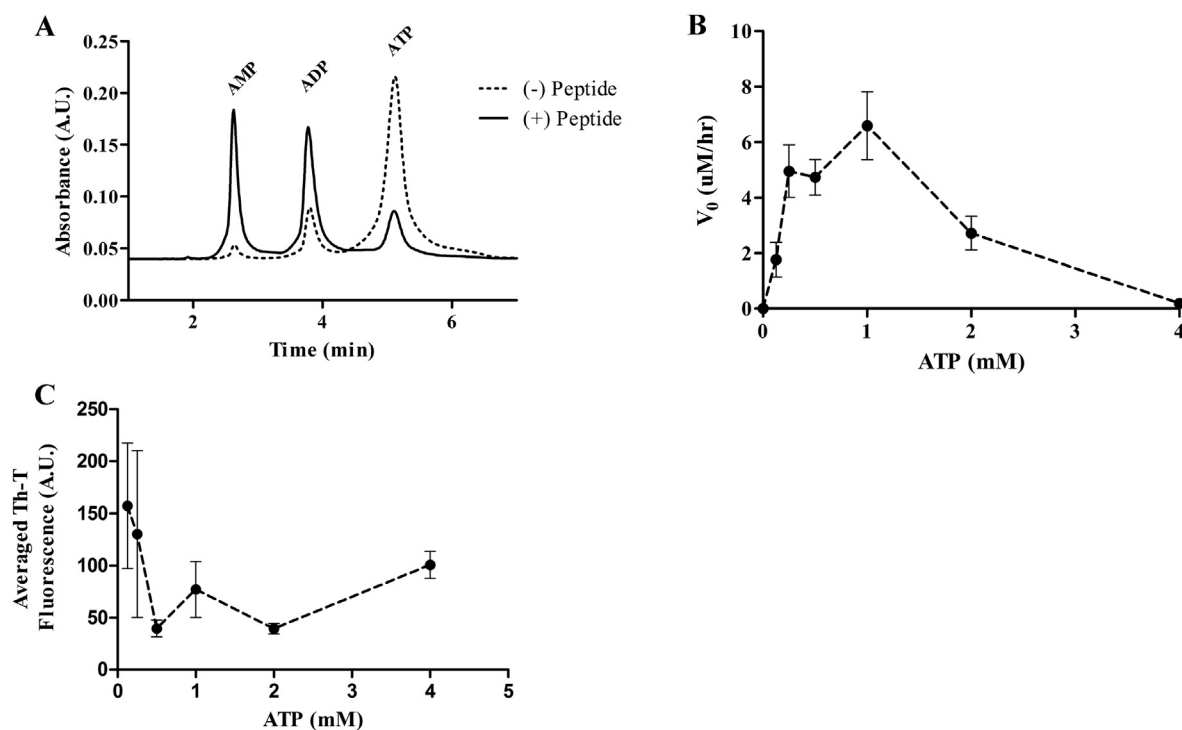 A
0.25
0.20
0.15
0.10
0.05
0.00
Absorbance (A.U.)
AMP
ADP
ATP
(-) Peptide
(+) Peptide
2
4
6
Time (min)
B
10
8
6
4
2
0
V0 (uM/hr)
0
1
2
3
4
ATP (mM)
C
250
200
150
100
50
0
Averaged Th-T
Fluorescence (A.U.)
0
1
2
3
4
5
ATP (mM)